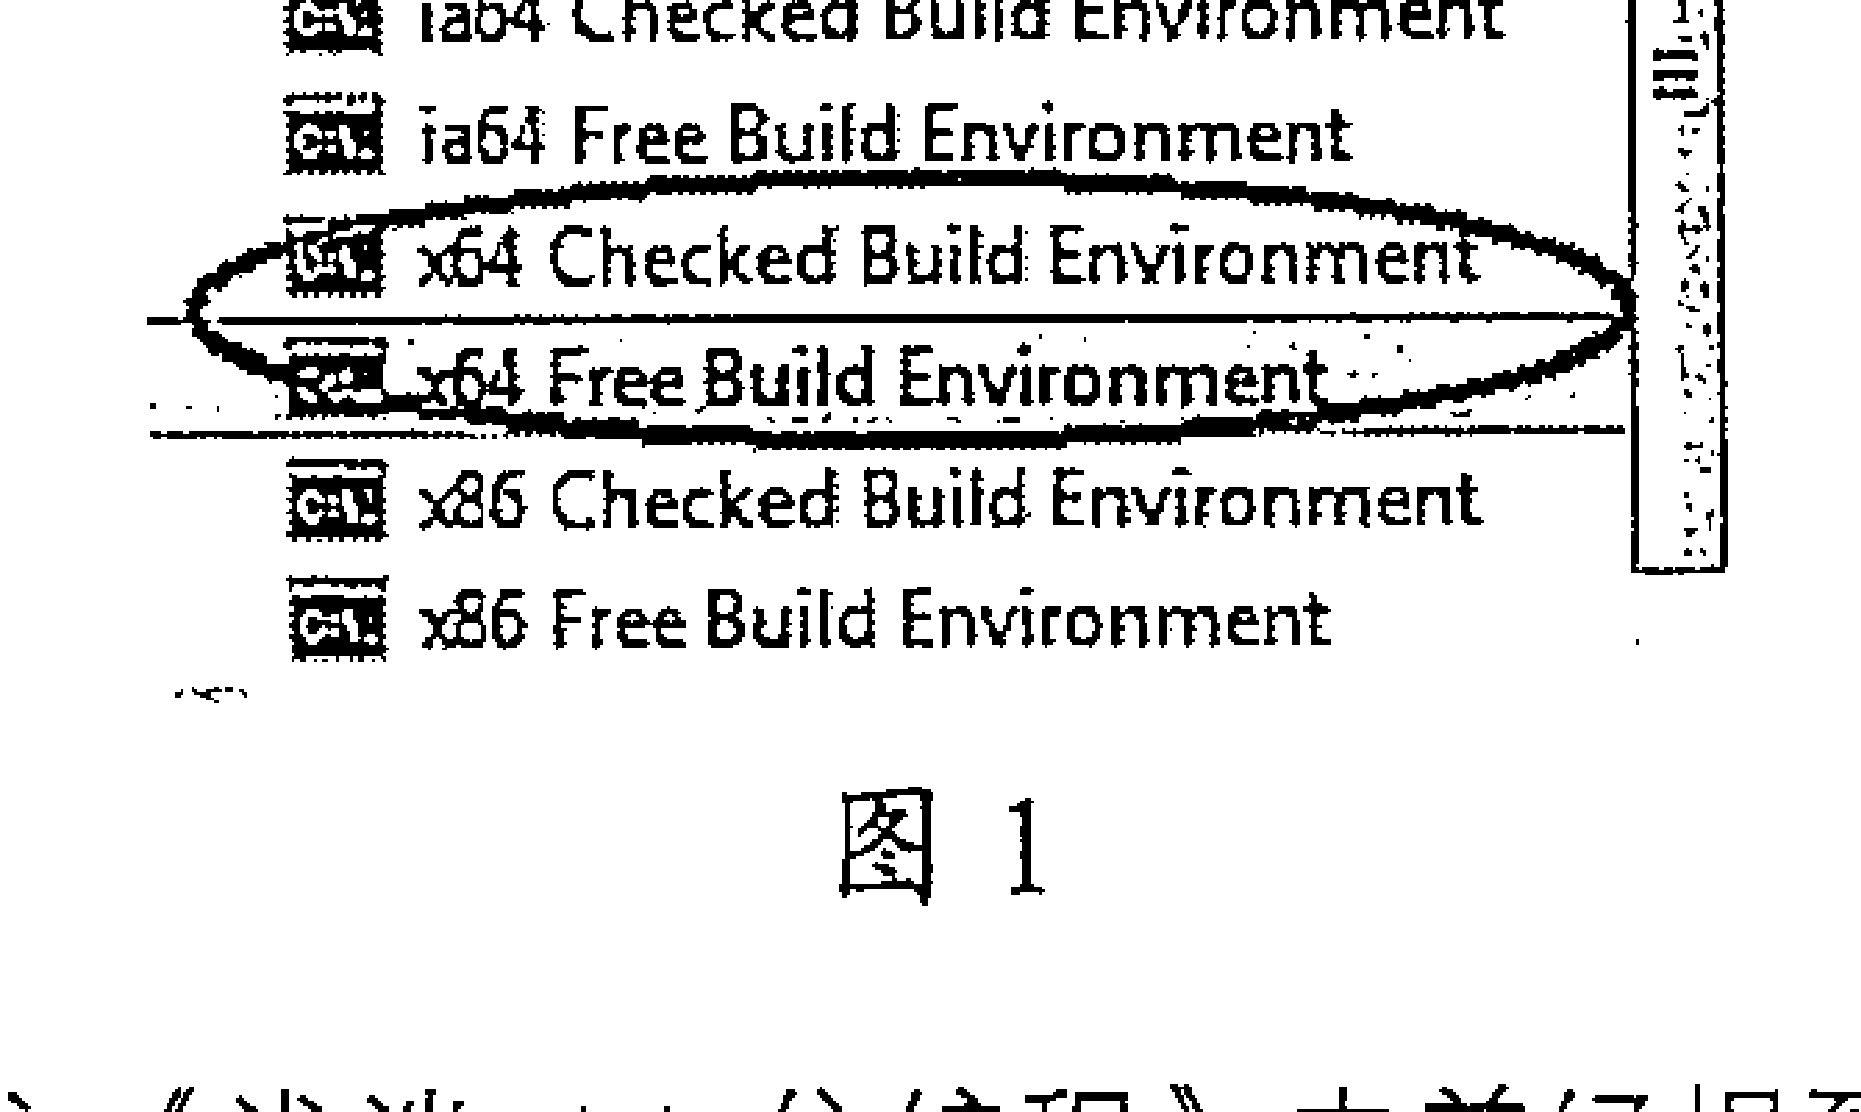 ia64 Checked Build Environment
ia64 Free Build Environment
x64 Checked Build Environment
x64 Free Build Environment
x86 Checked Build Environment
x86 Free Build Environment
图 1